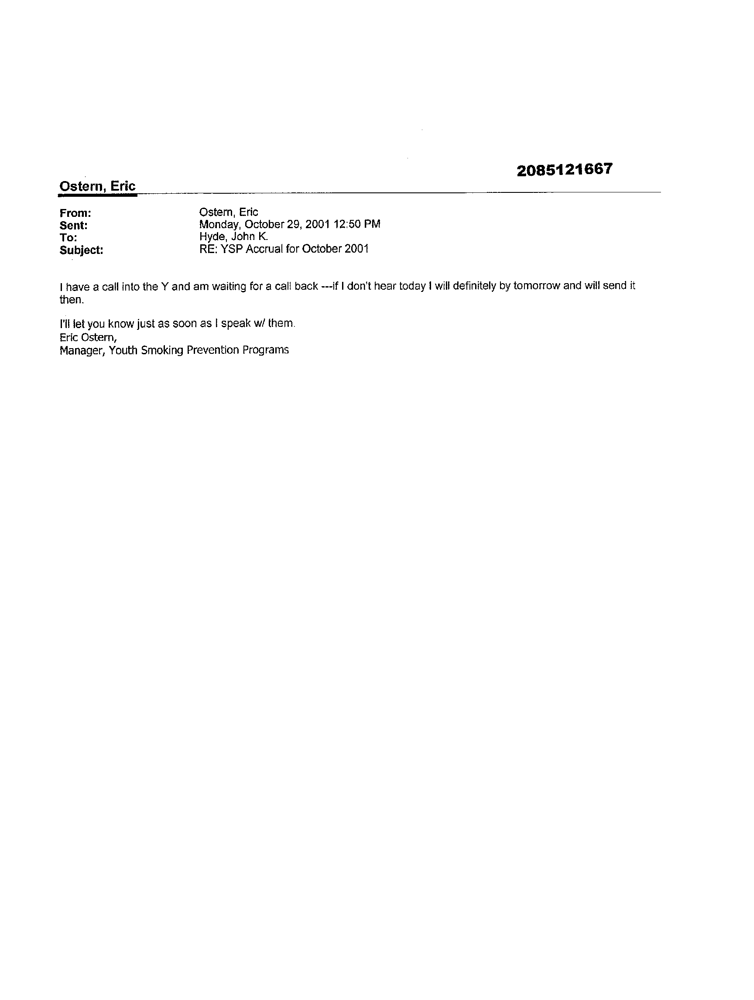 2085121667
Ostern, Eric
From: Ostern, Eric
Sent: Monday, October 29, 2001 12:50 PM
To: Hyde, John K.
Subject: RE: YSP Accrual for October 2001
I have a call into the Y and am waiting for a call back ---if I don't hear today I will definitely by tomorrow and will send it
then.
I'll let you know just as soon as I speak w/ them.
Eric Ostern,
Manager, Youth Smoking Prevention Programs